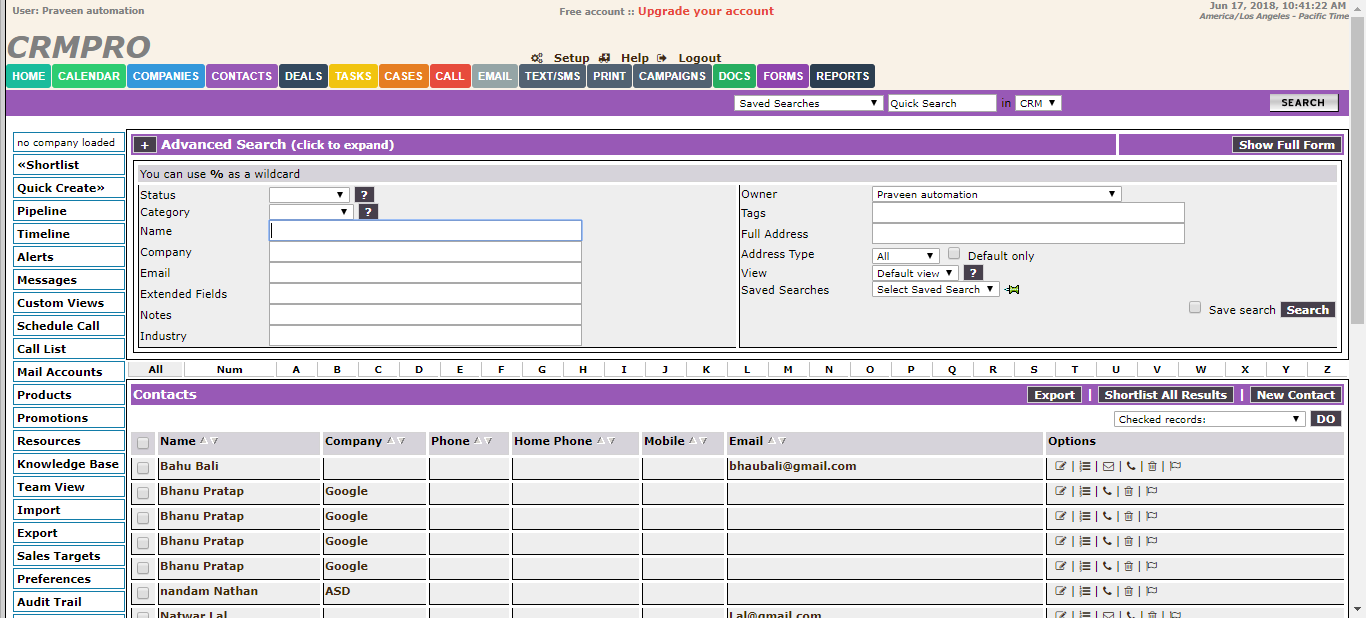 User: Praveen automation
Free account :: Upgrade your account
Jun 17, 2018, 10:41:22 AM
America/Los Angeles - Pacific Time
CRMPRO
Setup Help Logout
HOME CALENDAR COMPANIES CONTACTS DEALS TASKS CASES CALL EMAIL TEXT/SMS PRINT CAMPAIGNS DOCS FORMS REPORTS
Saved Searches Quick Search in CRM SEARCH
no company loaded
«Shortlist
Quick Create»
Pipeline
Timeline
Alerts
Messages
Custom Views
Schedule Call
Call List
Mail Accounts
Products
Promotions
Resources
Knowledge Base
Team View
Import
Export
Sales Targets
Preferences
Audit Trail
+ Advanced Search (click to expand) Show Full Form
You can use % as a wildcard
Status ?
Category ?
Name
Company
Email
Extended Fields
Notes
Industry
Owner Praveen automation
Tags
Full Address
Address Type All Default only
View Default view ?
Saved Searches Select Saved Search
Save search Search
All Num A B C D E F G H I J K L M N O P Q R S T U V W X Y Z
Contacts Export | Shortlist All Results | New Contact
Checked records: DO
Name Company Phone Home Phone Mobile Email Options
Bahu Bali bhaubali@gmail.com | | | | |
Bhanu Pratap Google | | | |
Bhanu Pratap Google | | | |
Bhanu Pratap Google | | | |
Bhanu Pratap Google | | | |
nandam Nathan ASD | | | |
Natwar Lal Lal@gmail.com | | | | |